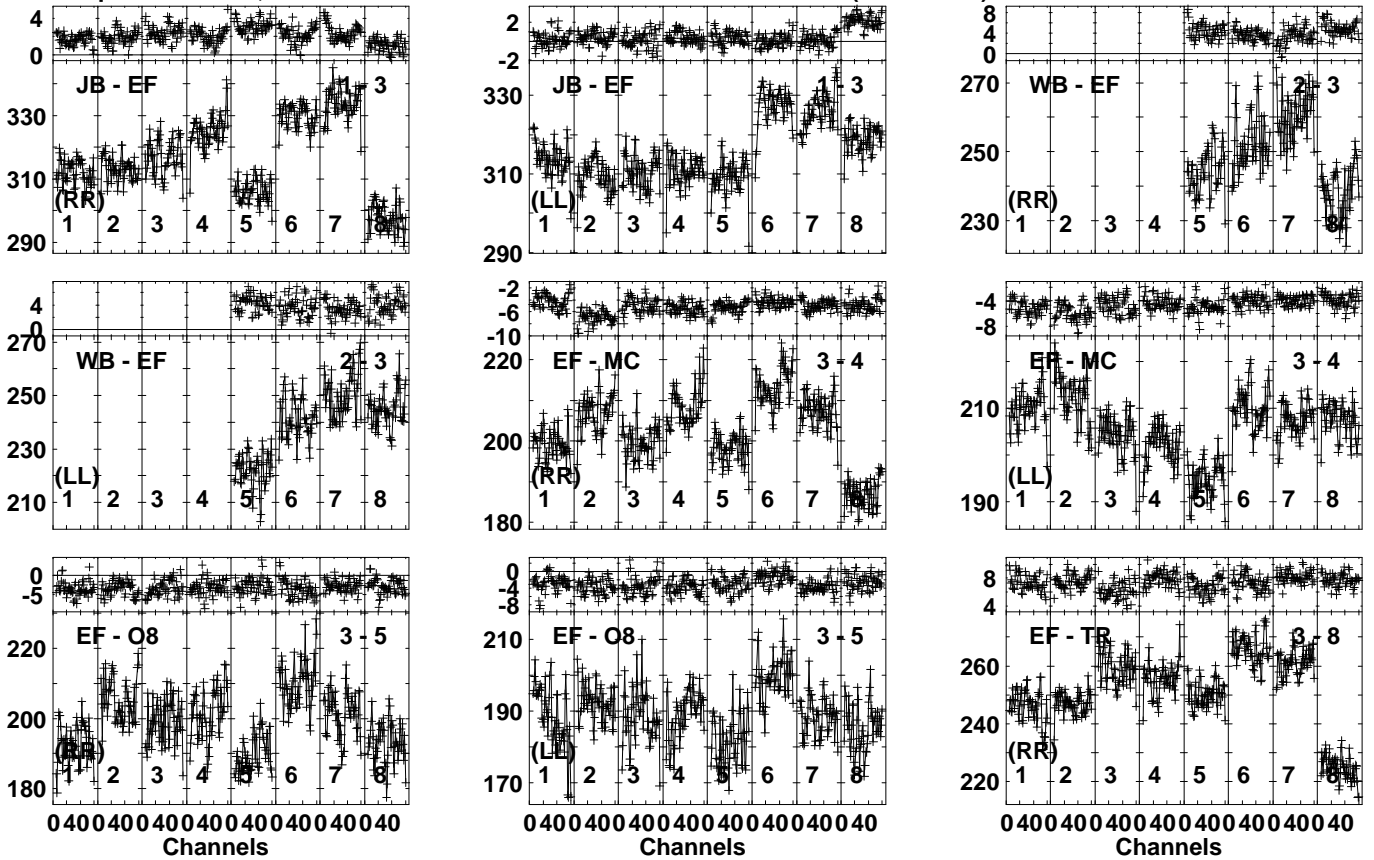 4
0
JB - EF 1 - 3
330
310
290
(RR)
1 2 3 4 5 6 7 8
2
-2
JB - EF 1 - 3
330
310
290
(LL)
1 2 3 4 5 6 7 8
8
4
0
WB - EF 2 - 3
270
250
230
(RR)
1 2 3 4 5 6 7 8
4
0
WB - EF 2 - 3
270
250
230
210
(LL)
1 2 3 4 5 6 7 8
-2
-6
-10
EF - MC 3 - 4
220
200
180
(RR)
1 2 3 4 5 6 7
-4
-8
EF - MC 3 - 4
210
190
(LL)
1 2 3 4 5 6 7 8
0
-5
EF - O8 3 - 5
220
200
180
(RR)
1 2 3 4 5 6 7 8
0 40 0 40 0 40 0 40 0 40 0 40 0 40 0 40
Channels
0
-4
-8
EF - O8 3 - 5
210
190
170
(LL)
1 2 3 4 5 6 7 8
0 40 0 40 0 40 0 40 0 40 0 40 0 40 0 40
Channels
8
4
EF - TR 3 - 8
260
240
220
(RR)
1 2 3 4 5 6 7 8
0 40 0 40 0 40 0 40 0 40 0 40 0 40 0 40
Channels